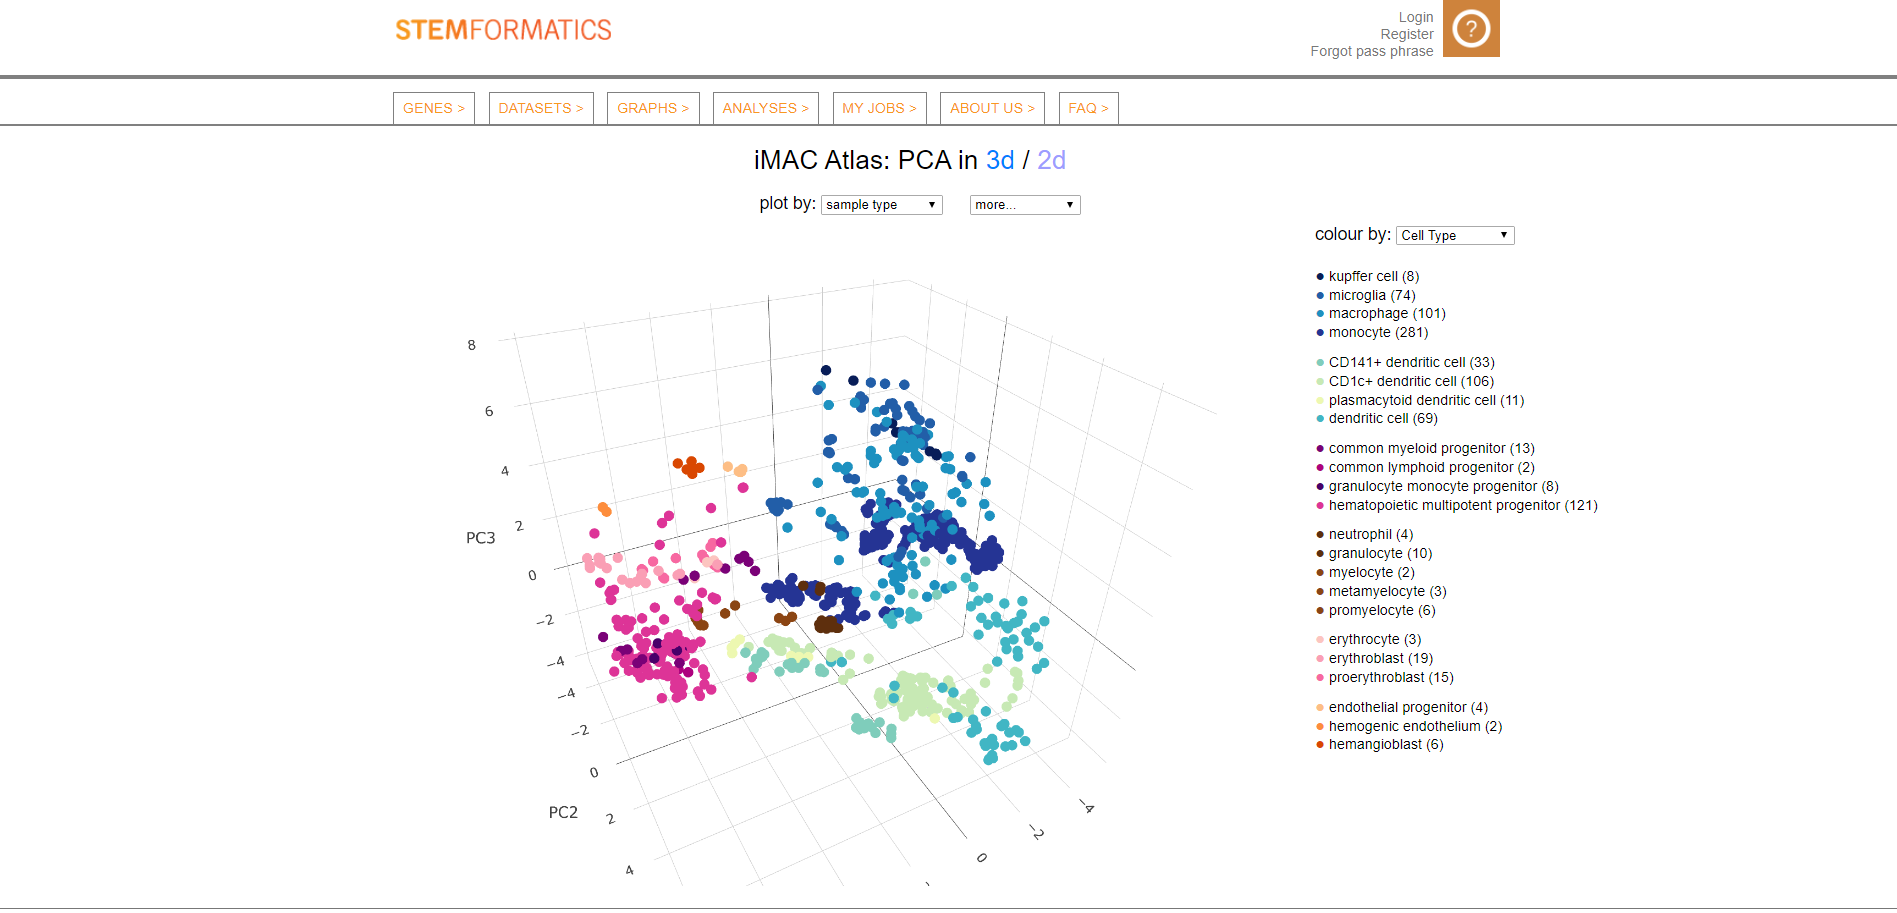 STEMFORMATICS
Login
Register
Forgot pass phrase
?
GENES >
DATASETS >
GRAPHS >
ANALYSES >
MY JOBS >
ABOUT US >
FAQ >
iMAC Atlas: PCA in 3d / 2d
plot by: sample type
more...
colour by: Cell Type
kupffer cell (8)
microglia (74)
macrophage (101)
monocyte (281)
CD141+ dendritic cell (33)
CD1c+ dendritic cell (106)
plasmacytoid dendritic cell (11)
dendritic cell (69)
common myeloid progenitor (13)
common lymphoid progenitor (2)
granulocyte monocyte progenitor (8)
hematopoietic multipotent progenitor (121)
neutrophil (4)
granulocyte (10)
myelocyte (2)
metamyelocyte (3)
promyelocyte (6)
erythrocyte (3)
erythroblast (19)
proerythroblast (15)
endothelial progenitor (4)
hemogenic endothelium (2)
hemangioblast (6)
8
6
4
2
PC3
0
−2
−4
−4
−2
0
PC2
2
4
−4
−2
0